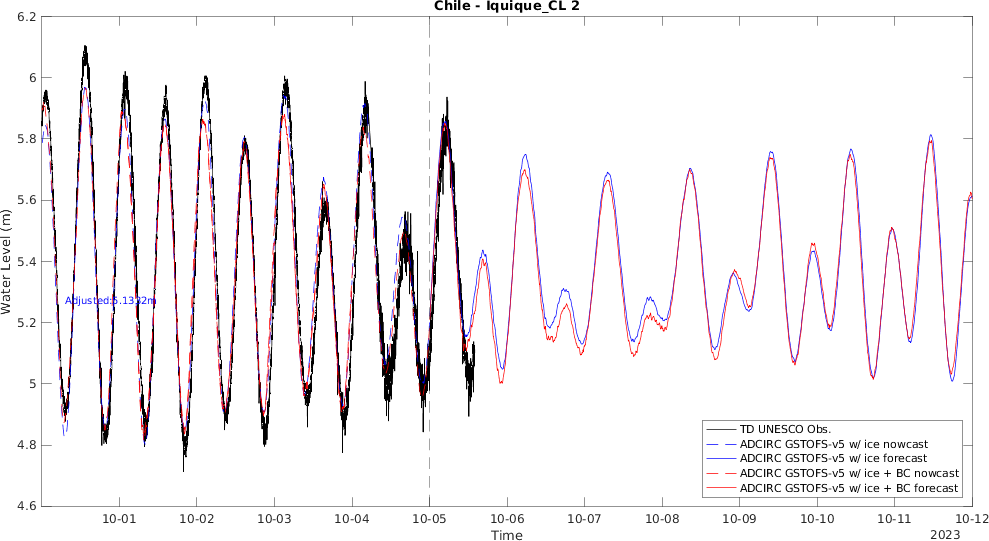 Chile - Iquique_CL 2
6.2
6
5.8
5.6
5.4
5.2
5
4.8
4.6
Water Level (m)
Adjusted:5.1332m
TD UNESCO Obs.
ADCIRC GSTOFS-v5 w/ ice nowcast
ADCIRC GSTOFS-v5 w/ ice forecast
ADCIRC GSTOFS-v5 w/ ice + BC nowcast
ADCIRC GSTOFS-v5 w/ ice + BC forecast
10-01 10-02 10-03 10-04 10-05 10-06 10-07 10-08 10-09 10-10 10-11 10-12
Time
2023